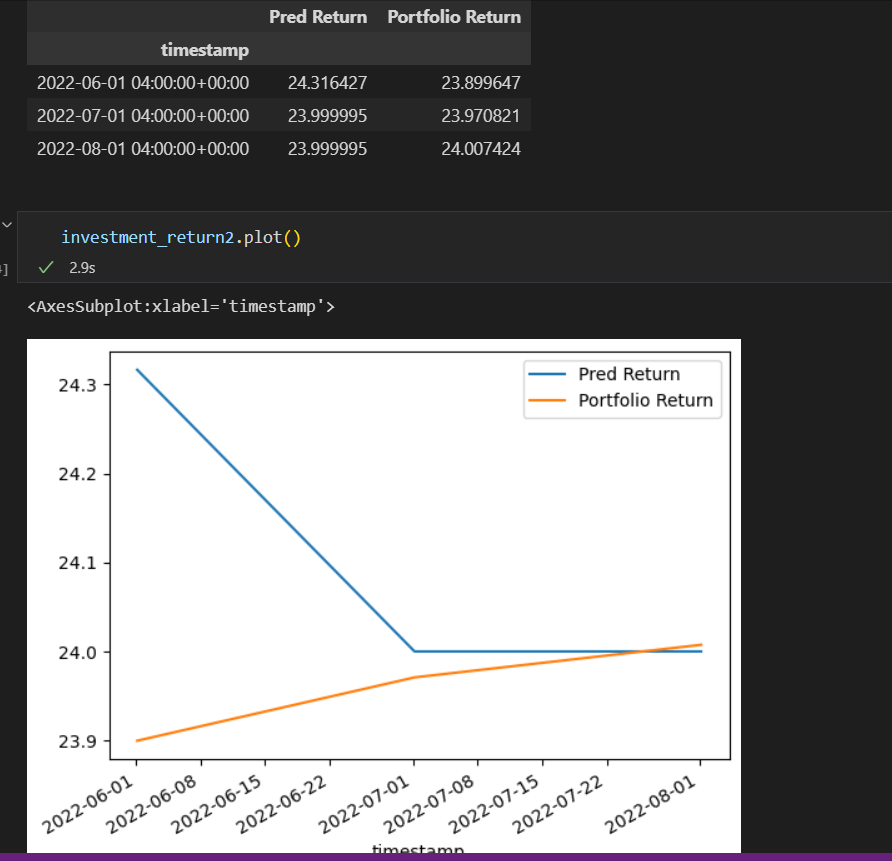 Pred Return Portfolio Return
timestamp
2022-06-01 04:00:00+00:00 24.316427 23.899647
2022-07-01 04:00:00+00:00 23.999995 23.970821
2022-08-01 04:00:00+00:00 23.999995 24.007424
investment_return2.plot()
] ✓ 2.9s
<AxesSubplot:xlabel='timestamp'>
Pred Return
Portfolio Return
24.3
24.2
24.1
24.0
23.9
2022-06-01 2022-06-08 2022-06-15 2022-06-22 2022-07-01 2022-07-08 2022-07-15 2022-07-22 2022-08-01
timestamp